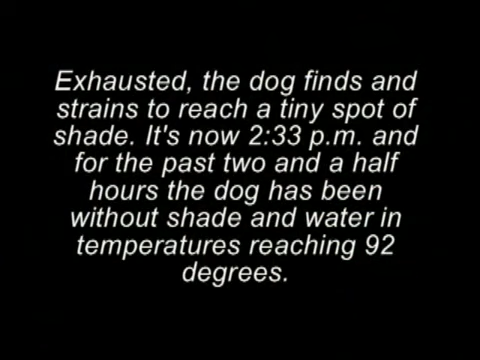 Exhausted, the dog finds and
strains to reach a tiny spot of
shade. It's now 2:33 p.m. and
for the past two and a half
hours the dog has been
without shade and water in
temperatures reaching 92
degrees.